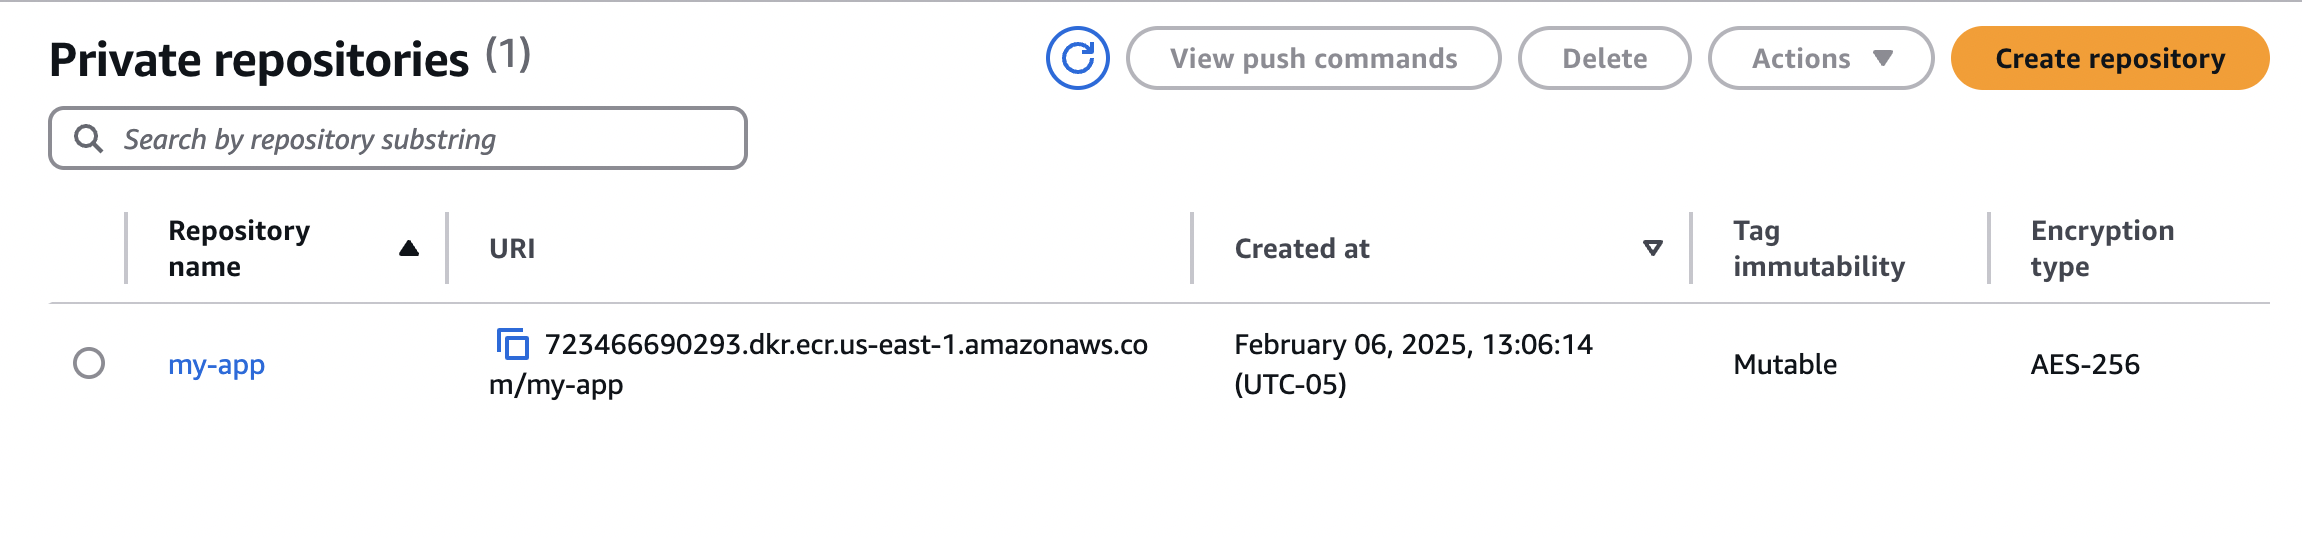 Private repositories (1)
View push commands
Delete
Actions
Create repository
Search by repository substring
Repository
name
URI
Created at
Tag
immutability
Encryption
type
my-app
723466690293.dkr.ecr.us-east-1.amazonaws.co
m/my-app
February 06, 2025, 13:06:14
(UTC-05)
Mutable
AES-256